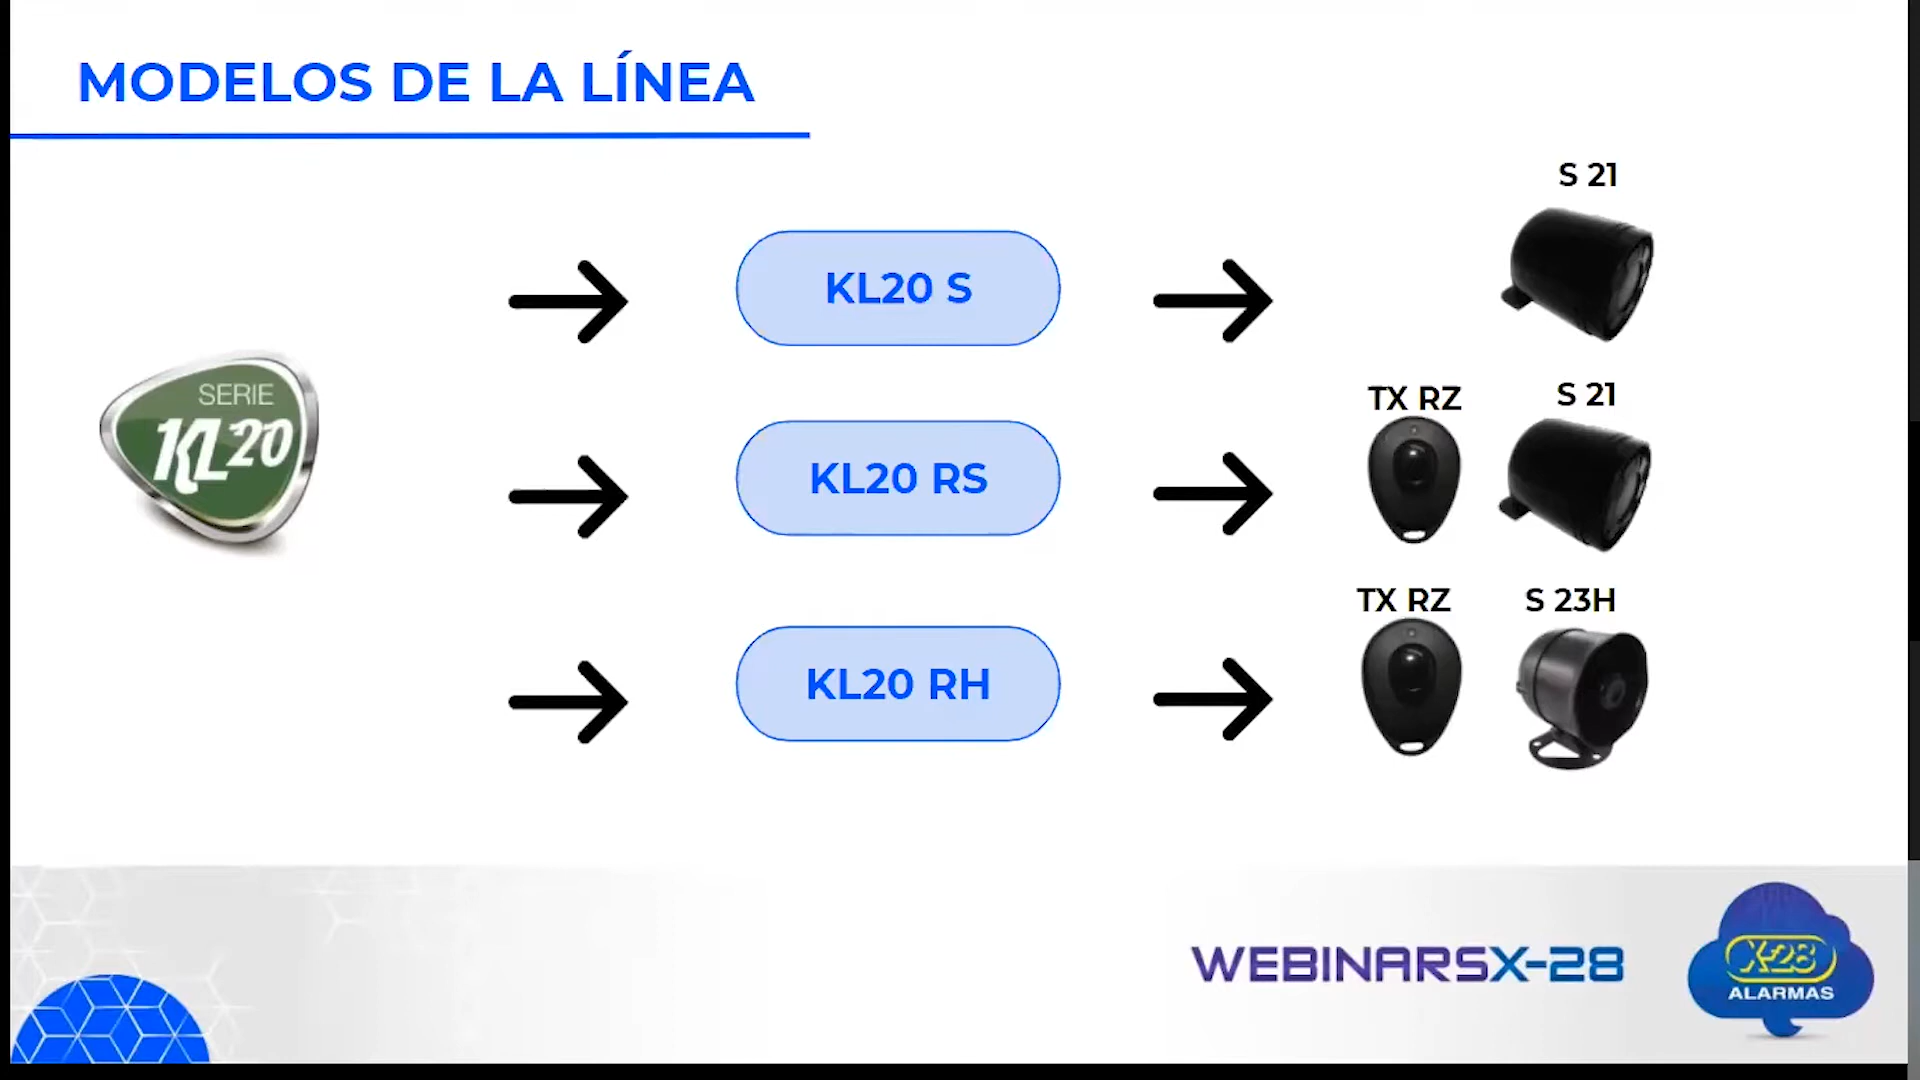 MODELOS DE LA LÍNEA
S 21
KL20 S
SERIE
KL20
TX RZ
S 21
KL20 RS
TX RZ
S 23H
KL20 RH
WEBINARSX-28
X-28
ALARMAS